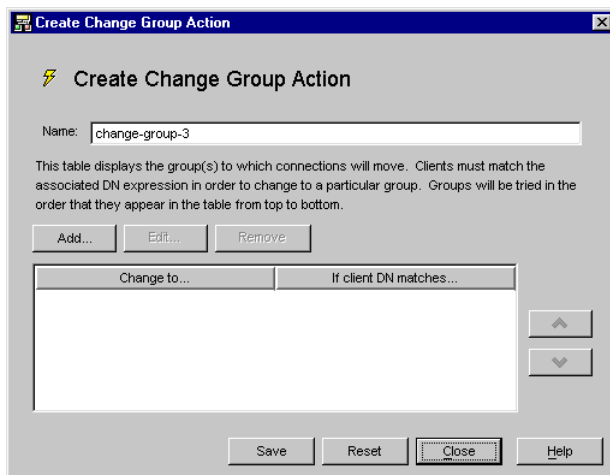 Create Change Group Action
Create Change Group Action
Name: change-group-3
This table displays the group(s) to which connections will move. Clients must match the
associated DN expression in order to change to a particular group. Groups will be tried in the
order that they appear in the table from top to bottom.
Add... Edit... Remove
Change to... If client DN matches...
Save Reset Close Help